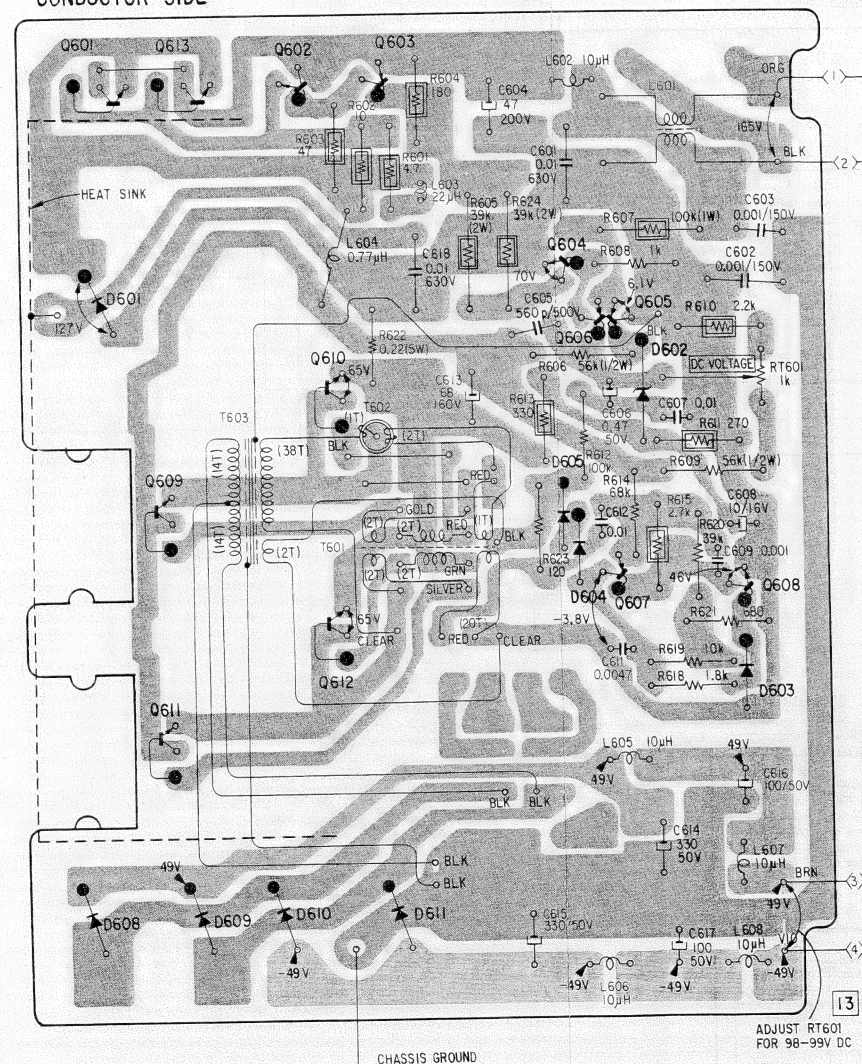 CONDUCTOR SIDE
Q601
Q613
Q602
Q603
R604
180
C604
47
200V
L602 10µH
L601
ORG
1
165V
BLK
2
R602
10
R603
47
R601
4.7
C601
0.01
630V
HEAT SINK
L603
22µH
R605
39k
(2W)
R624
39k(2W)
R607
100k(1W)
C603
0.001/150V
L604
0.77µH
C618
0.01
630V
Q604
R608
1k
C602
0.001/150V
70V
6.1V
D601
127V
C605
560p/500V
Q605
R610
2.2k
R622
0.22(5W)
Q606
BLK
D602
Q610
65V
R606
56k(1/2W)
DC VOLTAGE
RT601
1k
C613
68
160V
R613
330
C606
0.47
50V
C607 0.01
T603
(1T)
T602
(2T)
BLK
R611 270
(14T)
(38T)
R612
100k
R609
56k(1/2W)
RED
D605
Q609
R614
68k
R615
2.7k
C608
10/16V
GOLD
(2T)
(2T)
RED
(1T)
C612
0.01
R620
39k
(14T)
(2T)
T601
BLK
R623
120
C609 0.001
(2T)
(2T)
GRN
46V
SILVER
D604
Q607
Q608
65V
CLEAR
-3.8V
R621
680
(20T)
RED
CLEAR
C611
0.0047
R619
10k
Q612
R618
1.8k
D603
Q611
L605
10µH
49V
49V
C616
100/50V
BLK
BLK
C614
330
50V
L607
10µH
BLK
BRN
3
49V
BLK
49V
D608
D609
D610
D611
C615
330/50V
C617
100
50V
L608
10µH
VIO
4
-49V
-49V
L606
10µH
-49V
-49V
13
ADJUST RT601
FOR 98-99V DC
CHASSIS GROUND